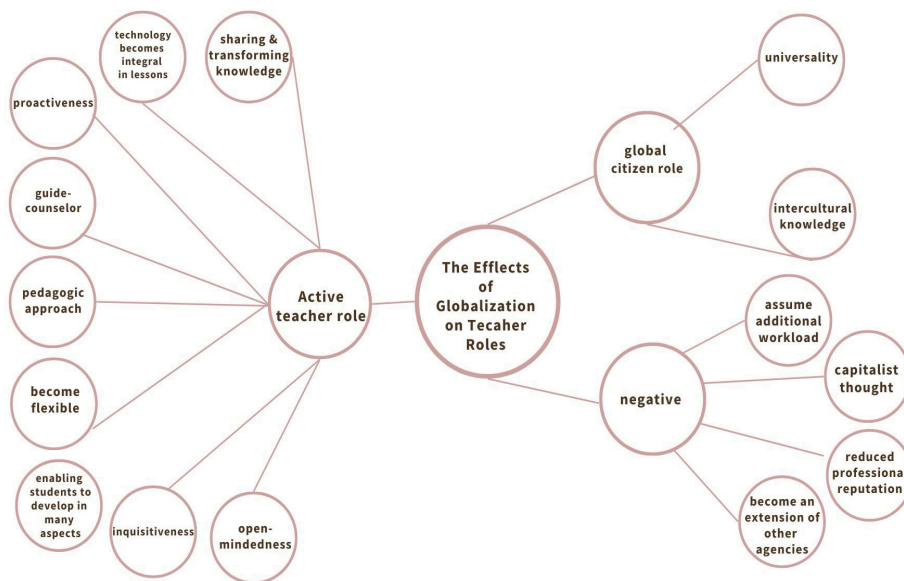 technology
becomes
integral
in lessons
sharing &
transforming
knowledge
proactiveness
guide-
counselor
pedagogic
approach
become
flexible
enabling
students to
develop in
many
aspects
inquisitiveness
open-
mindedness
Active
teacher role
The Efflects
of
Globalization
on Tecaher
Roles
global
citizen role
universality
intercultural
knowledge
negative
assume
additional
workload
capitalist
thought
reduced
professional
reputation
become an
extension of
other
agencies